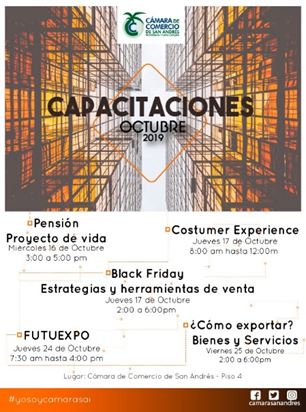 CÁMARA DE
COMERCIO
DE SAN ANDRÉS
CAPACITACIONES
OCTUBRE
2019
Pensión
Proyecto de vida
Miércoles 16 de Octubre
3:00 a 5:00 pm
Costumer Experience
Jueves 17 de Octubre
8:00 am hasta 12:00m
Black Friday
Estrategias y herramientas de venta
Jueves 17 de Octubre
2:00 a 6:00pm
FUTUEXPO
Jueves 24 de Octubre
7:30 am hasta 4:00 pm
¿Cómo exportar?
Bienes y Servicios
Viernes 25 de Octubre
2:00 a 6:00pm
Lugar: Cámara de Comercio de San Andrés - Piso 4
#yosoycamarasai
camarasanandres